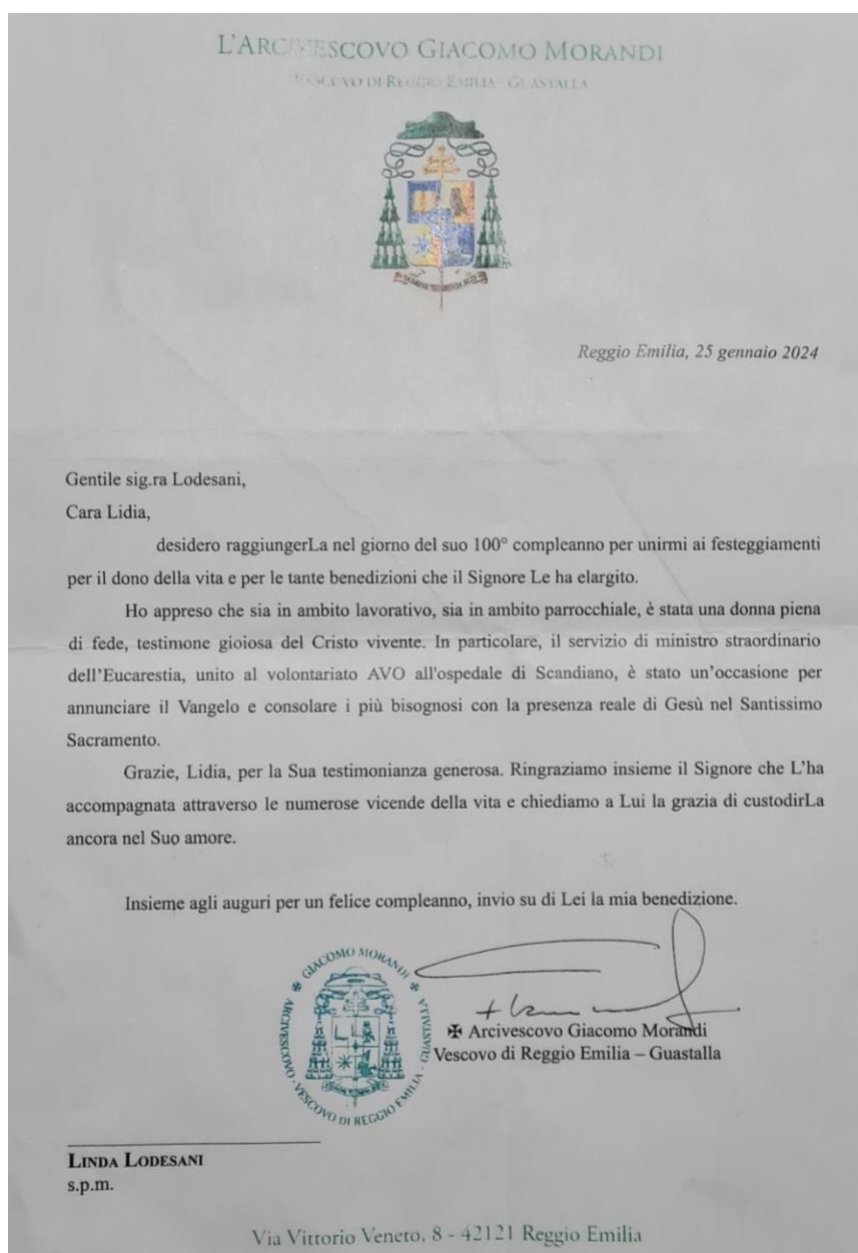 L'ARCIVESCOVO GIACOMO MORANDI
VESCOVO DI REGGIO EMILIA - GUASTALLA
Reggio Emilia, 25 gennaio 2024
Gentile sig.ra Lodesani,
Cara Lidia,
desidero raggiungerLa nel giorno del suo 100° compleanno per unirmi ai festeggiamenti
per il dono della vita e per le tante benedizioni che il Signore Le ha elargito.
Ho appreso che sia in ambito lavorativo, sia in ambito parrocchiale, è stata una donna piena
di fede, testimone gioiosa del Cristo vivente. In particolare, il servizio di ministro straordinario
dell'Eucarestia, unito al volontariato AVO all'ospedale di Scandiano, è stato un'occasione per
annunciare il Vangelo e consolare i più bisognosi con la presenza reale di Gesù nel Santissimo
Sacramento.
Grazie, Lidia, per la Sua testimonianza generosa. Ringraziamo insieme il Signore che L'ha
accompagnata attraverso le numerose vicende della vita e chiediamo a Lui la grazia di custodirLa
ancora nel Suo amore.
Insieme agli auguri per un felice compleanno, invio su di Lei la mia benedizione.
✠ GIACOMO MORANDI ✠
ARCIVESCOVO - VESCOVO DI REGGIO EMILIA - GUASTALLA
✠ Arcivescovo Giacomo Morandi
Vescovo di Reggio Emilia – Guastalla
LINDA LODESANI
s.p.m.
Via Vittorio Veneto, 8 - 42121 Reggio Emilia